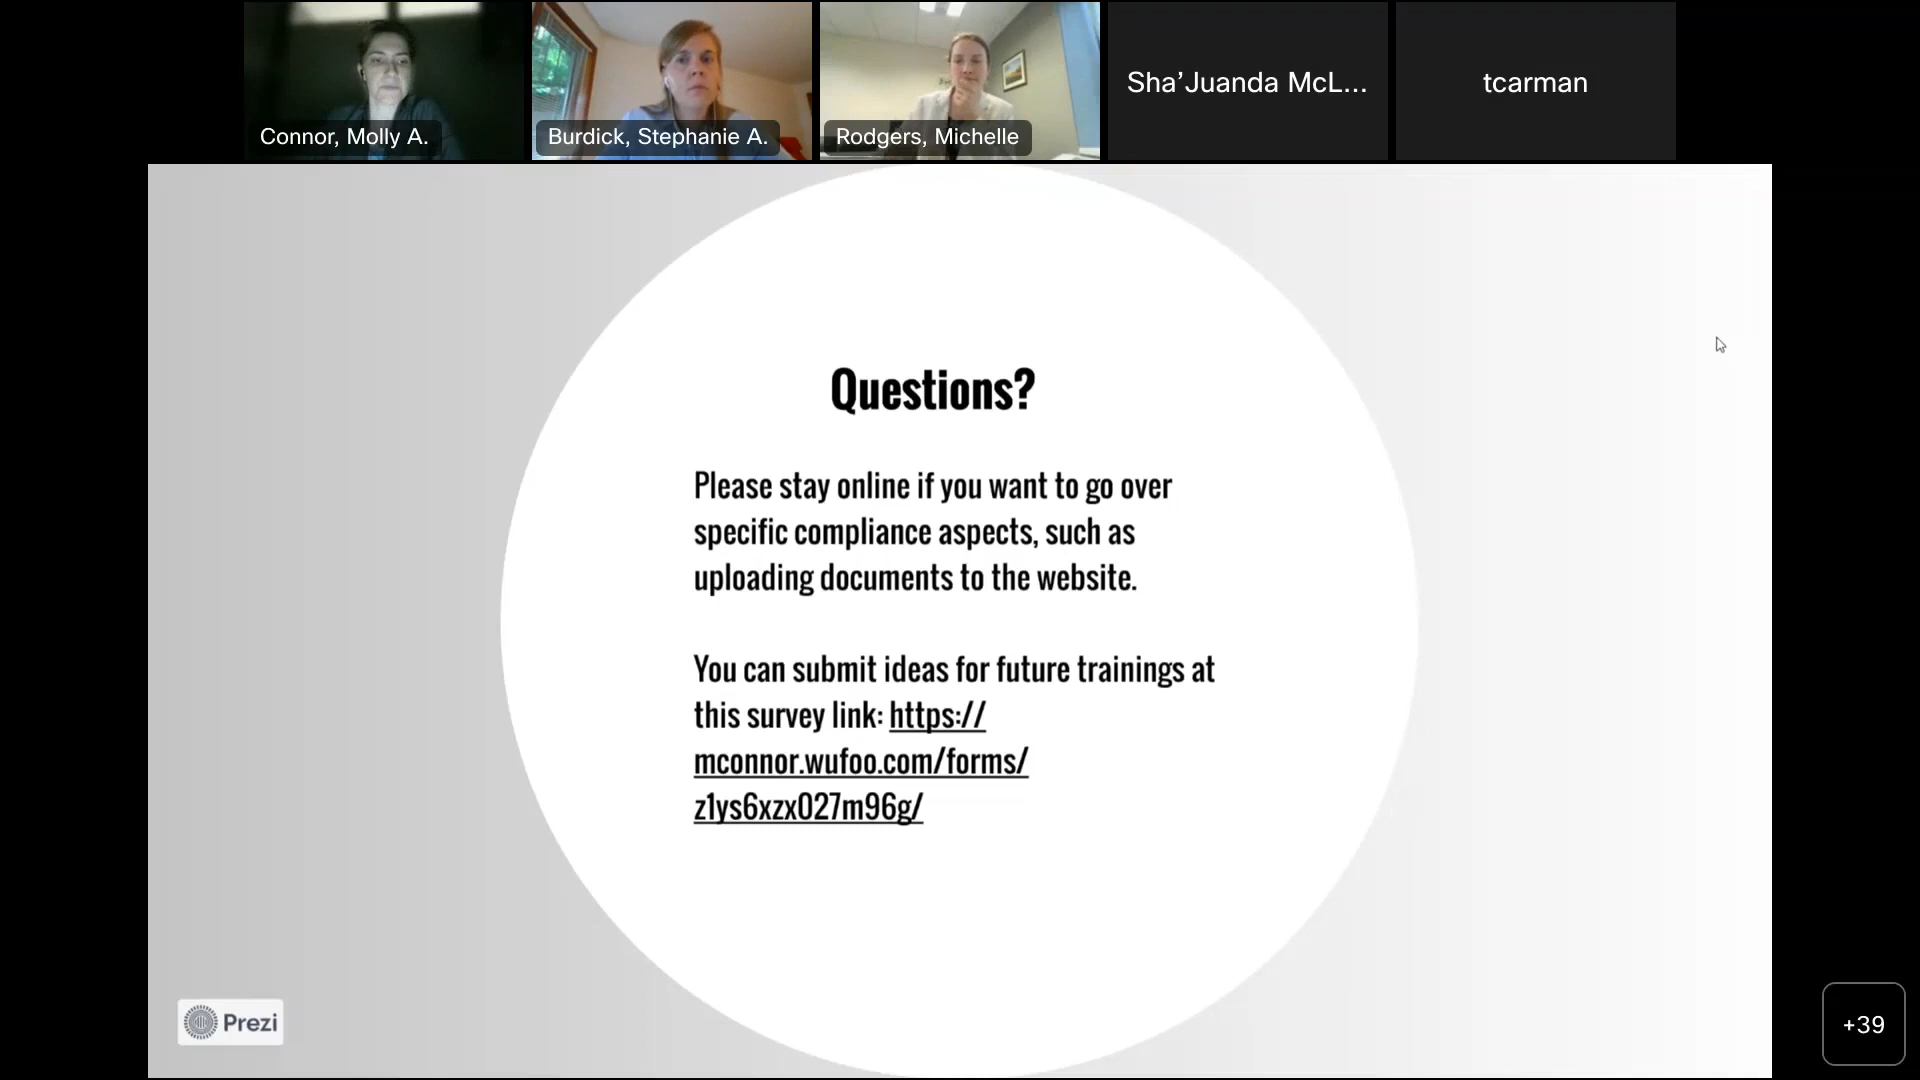 Connor, Molly A.
Burdick, Stephanie A.
Rodgers, Michelle
Sha’Juanda McL...
tcarman
Questions?
Please stay online if you want to go over
specific compliance aspects, such as
uploading documents to the website.
You can submit ideas for future trainings at
this survey link: https://
mconnor.wufoo.com/forms/
z1ys6xzx027m96g/
Prezi
+39